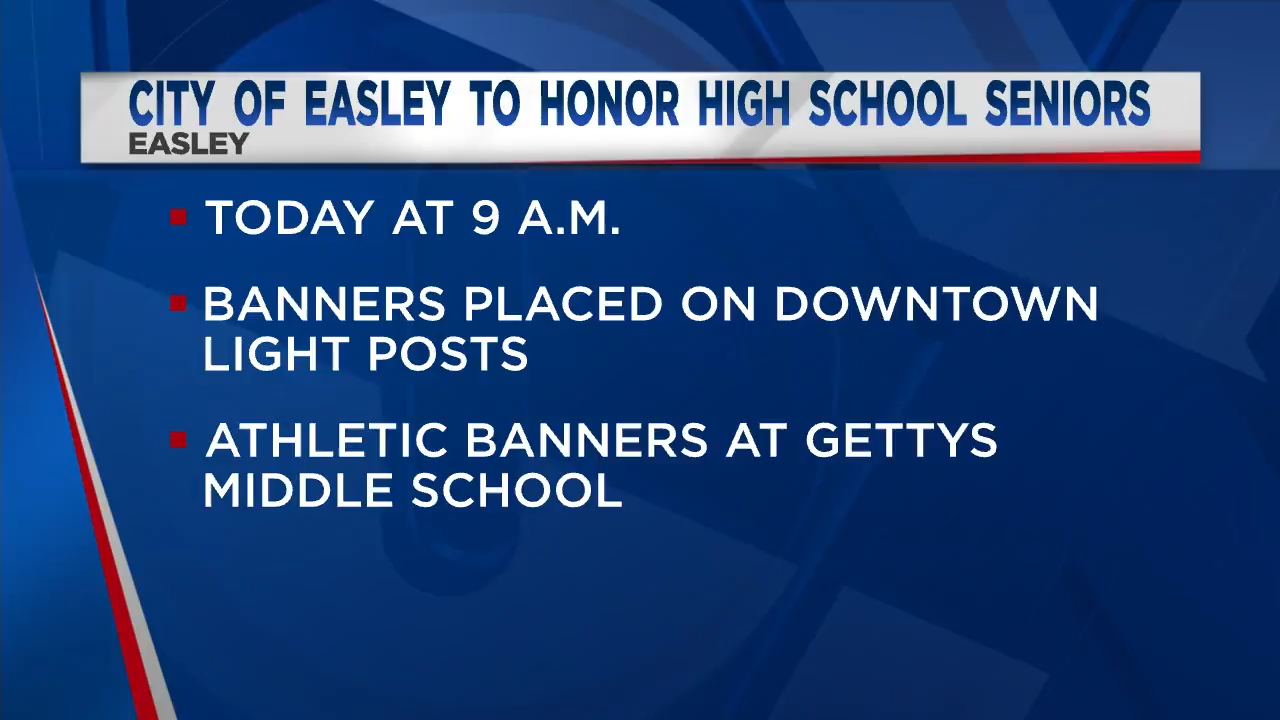 CITY OF EASLEY TO HONOR HIGH SCHOOL SENIORS
EASLEY
TODAY AT 9 A.M.
BANNERS PLACED ON DOWNTOWN
LIGHT POSTS
ATHLETIC BANNERS AT GETTYS
MIDDLE SCHOOL